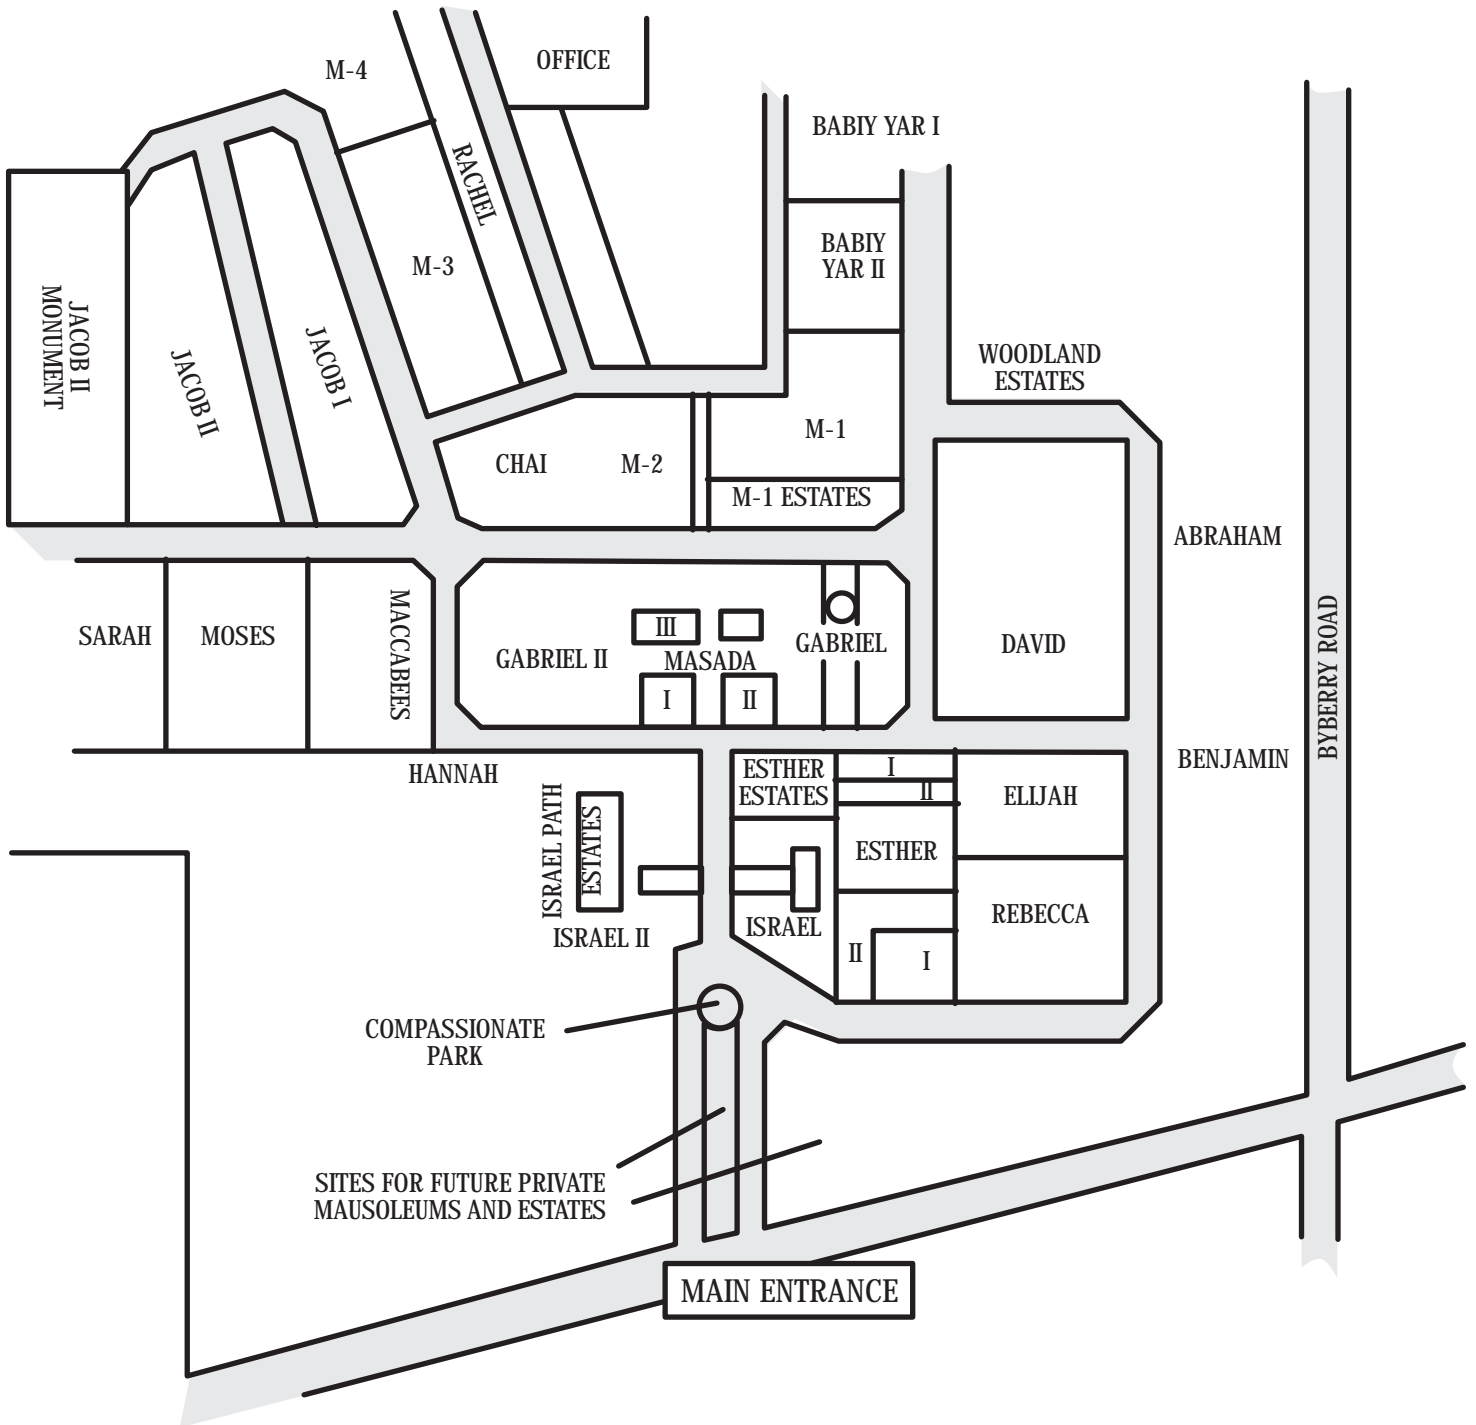 OFFICE
M-4
BABIY YAR I
RACHEL
BABIY
YAR II
M-3
JACOB II
MONUMENT
JACOB II
JACOB I
WOODLAND
ESTATES
M-1
CHAI
M-2
M-1 ESTATES
ABRAHAM
SARAH
MOSES
MACCABEES
GABRIEL II
III
MASADA
I
II
GABRIEL
DAVID
BYBERRY ROAD
HANNAH
BENJAMIN
ESTHER
ESTATES
I
II
ELIJAH
ISRAEL PATH
ESTATES
ESTHER
ISRAEL II
ISRAEL
REBECCA
II
I
COMPASSIONATE
PARK
SITES FOR FUTURE PRIVATE
MAUSOLEUMS AND ESTATES
MAIN ENTRANCE